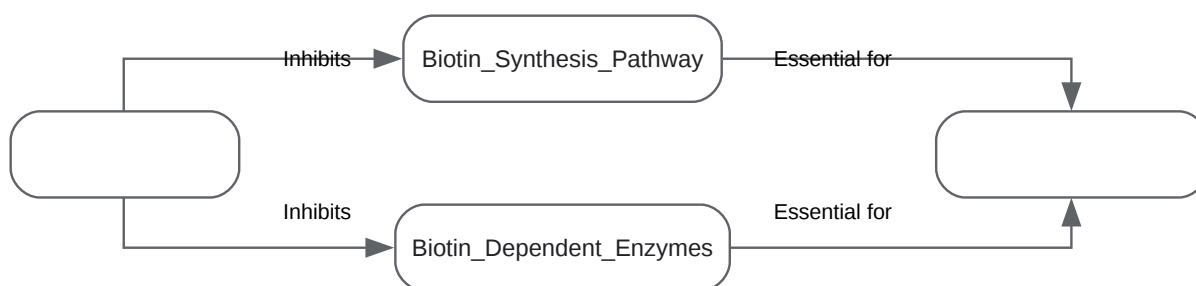 Inhibits
Biotin_Synthesis_Pathway
Essential for
Inhibits
Essential for
Biotin_Dependent_Enzymes